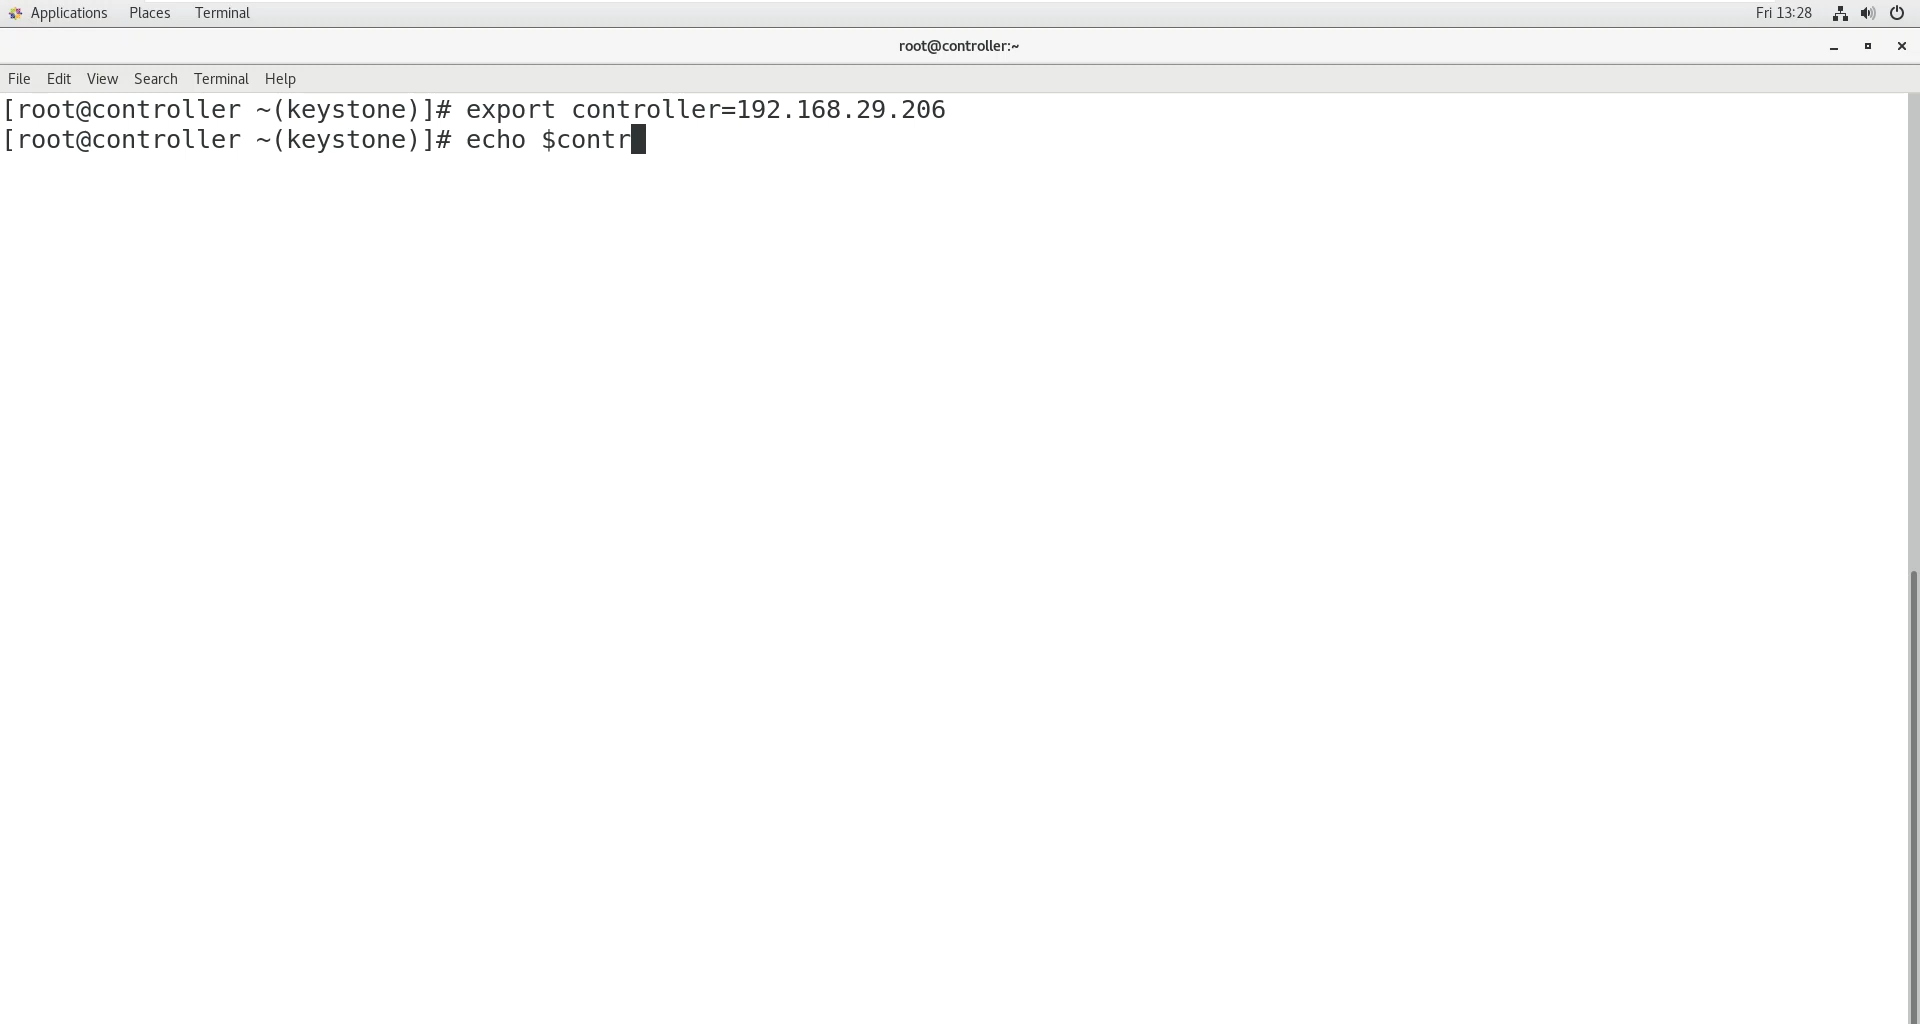 Applications Places Terminal Fri 13:28
root@controller:~
File Edit View Search Terminal Help
[root@controller ~(keystone)]# export controller=192.168.29.206
[root@controller ~(keystone)]# echo $contr